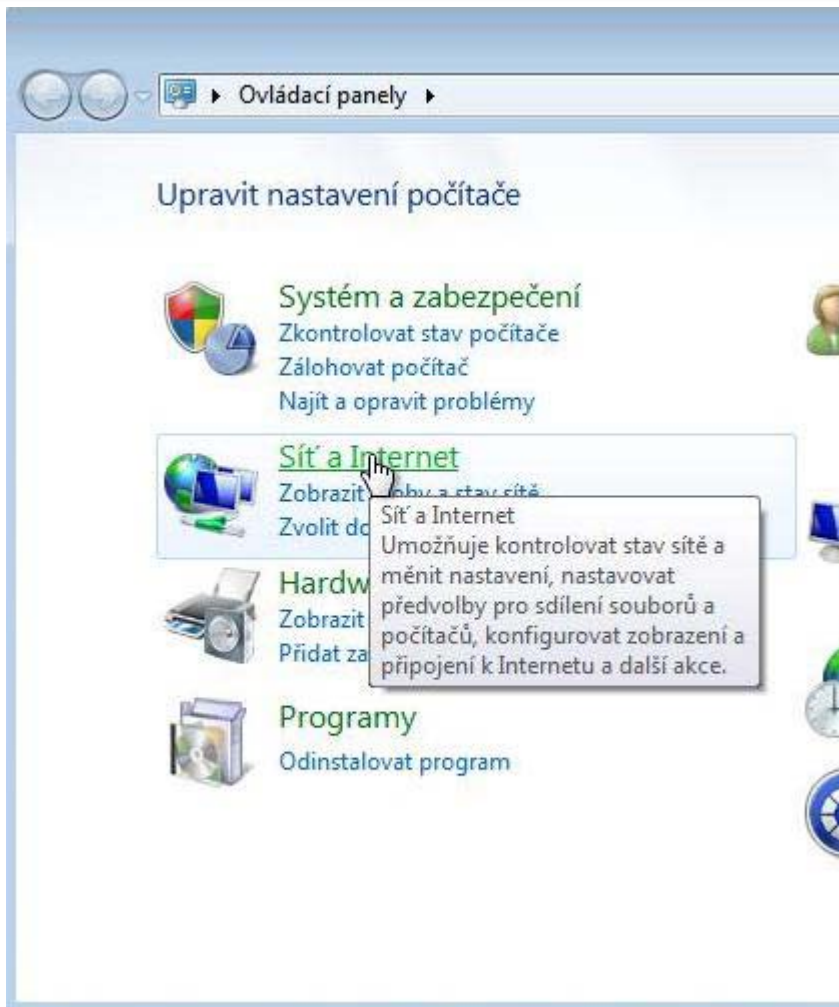 Ovládací panely
Upravit nastavení počítače
Systém a zabezpečení
Zkontrolovat stav počítače
Zálohovat počítač
Najít a opravit problémy
Síť a Internet
Zobrazit a stav sítě
Zvolit
Síť a Internet
Umožňuje kontrolovat stav sítě a
měnit nastavení, nastavovat
předvolby pro sdílení souborů a
počítačů, konfigurovat zobrazení a
připojení k Internetu a další akce.
Hardw
Zobrazit
Přidat za
Programy
Odinstalovat program